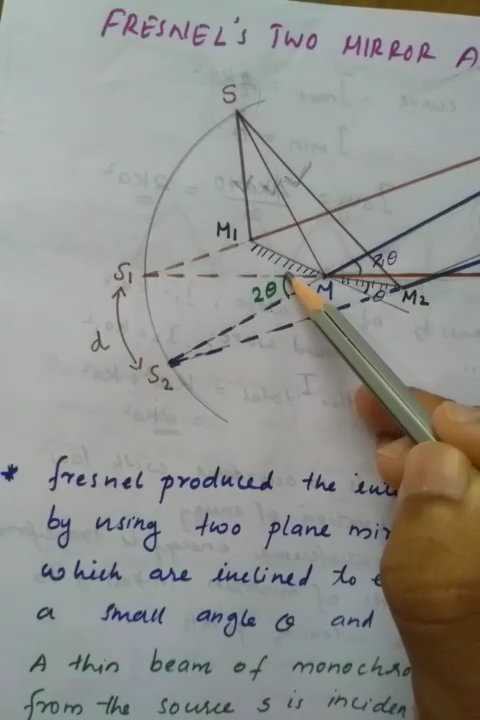 FRESNEL'S TWO MIRROR A
S
M1
2θ
S1
2θ
M
θ
M2
d
S2
* fresnel produced the
by using two plane mir
which are inclined to
a small angle θ and
A thin beam of monochro
from the source s is inciden